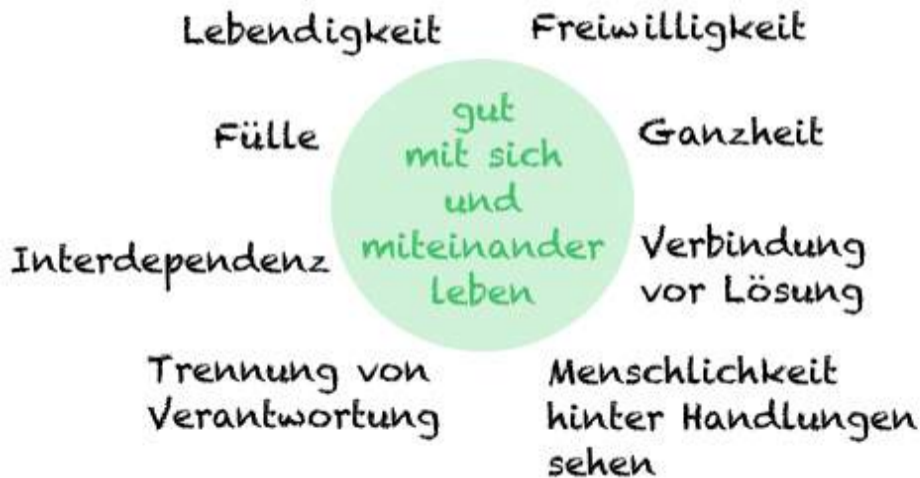 Lebendigkeit
Freiwilligkeit
Fülle
gut
mit sich
und
miteinander
leben
Ganzheit
Interdependenz
Verbindung
vor Lösung
Trennung von
Verantwortung
Menschlichkeit
hinter Handlungen
sehen